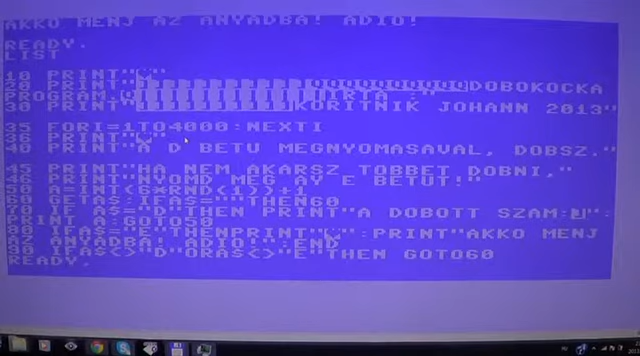 AKKO MENJ AZ ANYADBA! ADIO!
READY.
LIST
10 PRINT"♥"
20 PRINT" QQQQQQQQQQDOBOKOCKA
PROGRAM,Q IRTA :"
30 PRINT" KORITNIK JOHANN 2013"
35 FORI=1TO4000:NEXTI
36 PRINT"♥"
40 PRINT"A D BETU MEGNYOMASAVAL, DOBSZ,"
45 PRINT"HA NEM AKARSZ TOBBET DOBNI,"
46 PRINT"NYOMD MEG AY E BETUT!"
50 A=INT(6*RND(1))+1
60 GETA$:IFA$=""THEN60
70 IF A$="D"THEN PRINT"A DOBOTT SZAM:":
PRINT A:GOTO50
80 IFA$="E"THENPRINT"♥":PRINT"AKKO MENJ
AZ ANYADBA! ADIO!":END
90 IFA$<>"D"ORA$<>"E"THEN GOTO60
READY.